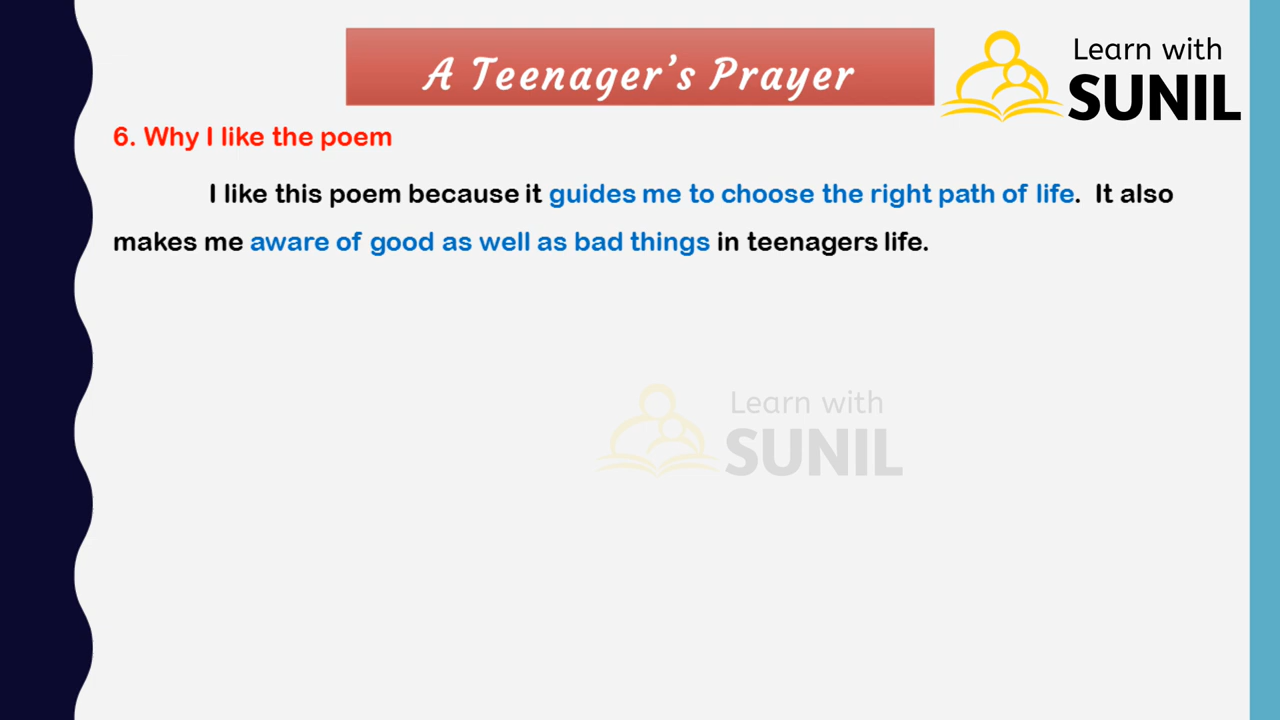 A Teenager's Prayer
Learn with
SUNIL
6. Why I like the poem
I like this poem because it guides me to choose the right path of life. It also
makes me aware of good as well as bad things in teenagers life.
Learn with
SUNIL